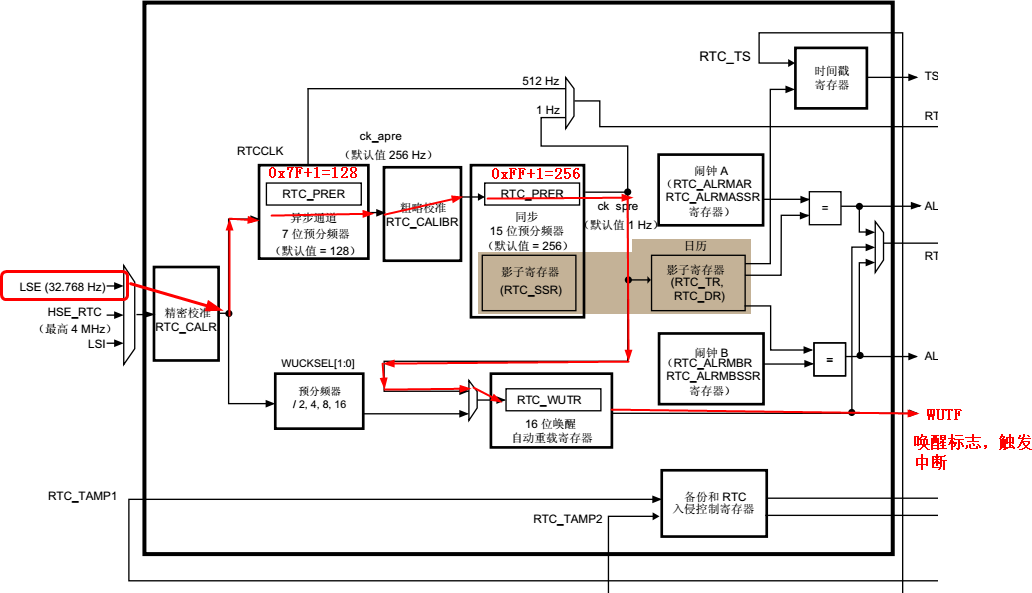 RTC_TS
时间戳
寄存器
TS
512 Hz
1 Hz
RT
ck_apre
（默认值 256 Hz）
RTCCLK
0x7F+1=128
RTC_PRER
异步通道
7 位预分频器
（默认值 = 128）
粗略校准
RTC_CALIBR
0xFF+1=256
RTC_PRER
同步
15 位预分频器
（默认值 = 256）
影子寄存器
(RTC_SSR)
ck_spre
（默认值 1 Hz）
闹钟 A
（RTC_ALRMAR
RTC_ALRMASSR
寄存器）
=
AL
RT
日历
影子寄存器
(RTC_TR,
RTC_DR)
LSE (32.768 Hz)
HSE_RTC
（最高 4 MHz）
LSI
精密校准
RTC_CALR
闹钟 B
（RTC_ALRMBR
RTC_ALRMBSSR
寄存器）
=
AL
WUCKSEL[1:0]
预分频器
/ 2, 4, 8, 16
RTC_WUTR
16 位唤醒
自动重载寄存器
WUTF
唤醒标志，触发
中断
RTC_TAMP1
RTC_TAMP2
备份和 RTC
入侵控制寄存器